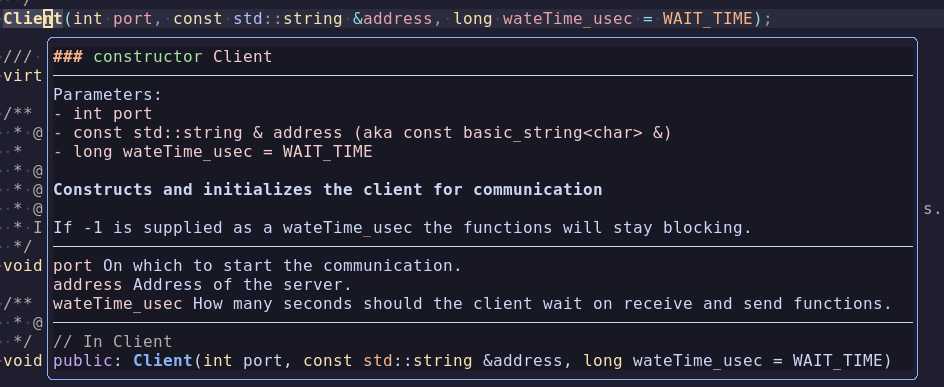 */
Client(int port, const std::string &address, long wateTime_usec = WAIT_TIME);
///
### constructor Client
virt
Parameters:
/**
- int port
* @
- const std::string & address (aka const basic_string<char> &)
*
- long wateTime_usec = WAIT_TIME
* @
* @
Constructs and initializes the client for communication
* @
s.
* I
If -1 is supplied as a wateTime_usec the functions will stay blocking.
*/
void
port On which to start the communication.
address Address of the server.
/**
wateTime_usec How many seconds should the client wait on receive and send functions.
* @
*/
// In Client
void
public: Client(int port, const std::string &address, long wateTime_usec = WAIT_TIME)